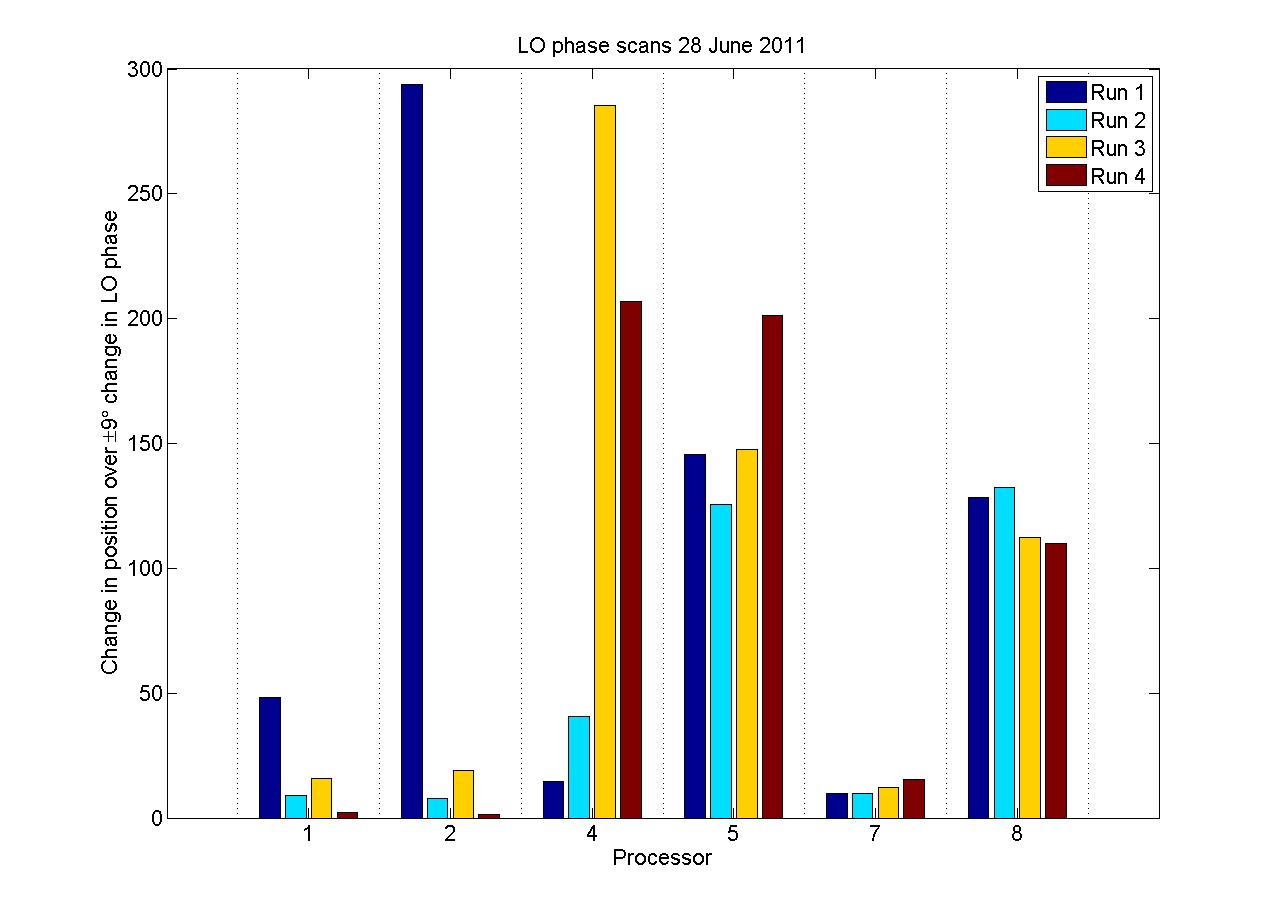 LO phase scans 28 June 2011
300
250
200
150
100
50
0
Change in position over ±9° change in LO phase
Run 1
Run 2
Run 3
Run 4
1 2 4 5 7 8
Processor